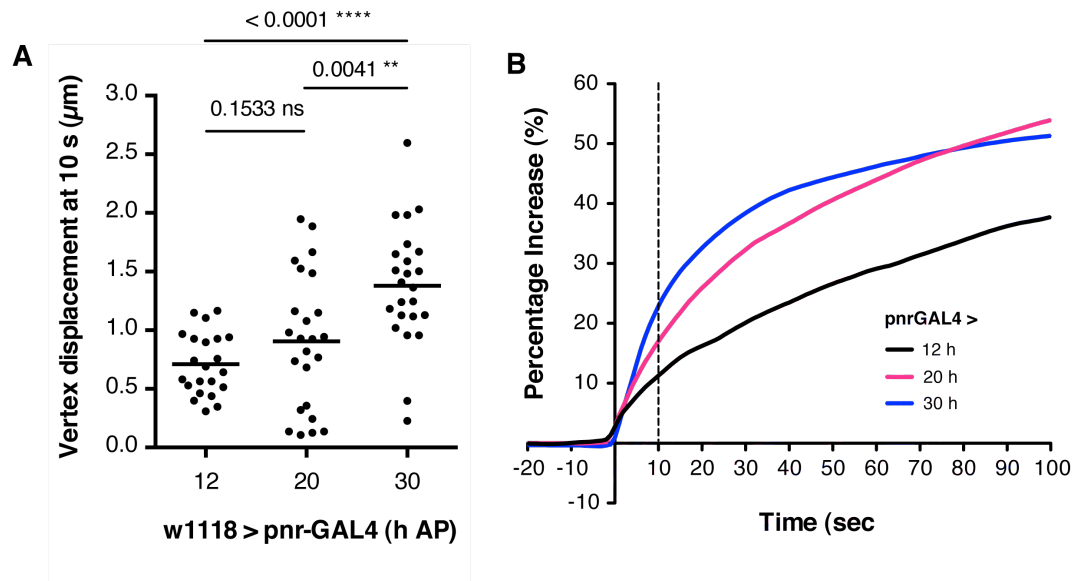 < 0.0001 ****
A
0.0041 **
0.1533 ns
Vertex displacement at 10 s (µm)
3.0
2.5
2.0
1.5
1.0
0.5
0.0
12 20 30
w1118 > pnr-GAL4 (h AP)
B
Percentage Increase (%)
60
50
40
30
20
10
-10
-20 -10 10 20 30 40 50 60 70 80 90 100
Time (sec
pnrGAL4 >
12 h
20 h
30 h